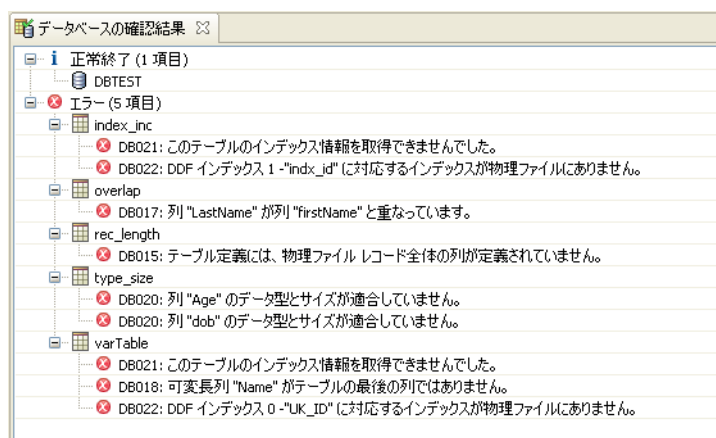 データベースの確認結果
正常終了 (1 項目)
DBTEST
エラー (5 項目)
index_inc
DB021: このテーブルのインデックス情報を取得できませんでした。
DB022: DDF インデックス 1 -"indx_id" に対応するインデックスが物理ファイルにありません。
overlap
DB017: 列 "LastName" が列 "firstName" と重なっています。
rec_length
DB015: テーブル定義には、物理ファイル レコード全体の列が定義されていません。
type_size
DB020: 列 "Age" のデータ型とサイズが適合していません。
DB020: 列 "dob" のデータ型とサイズが適合していません。
varTable
DB021: このテーブルのインデックス情報を取得できませんでした。
DB018: 可変長列 "Name" がテーブルの最後の列ではありません。
DB022: DDF インデックス 0 -"UK_ID" に対応するインデックスが物理ファイルにありません。